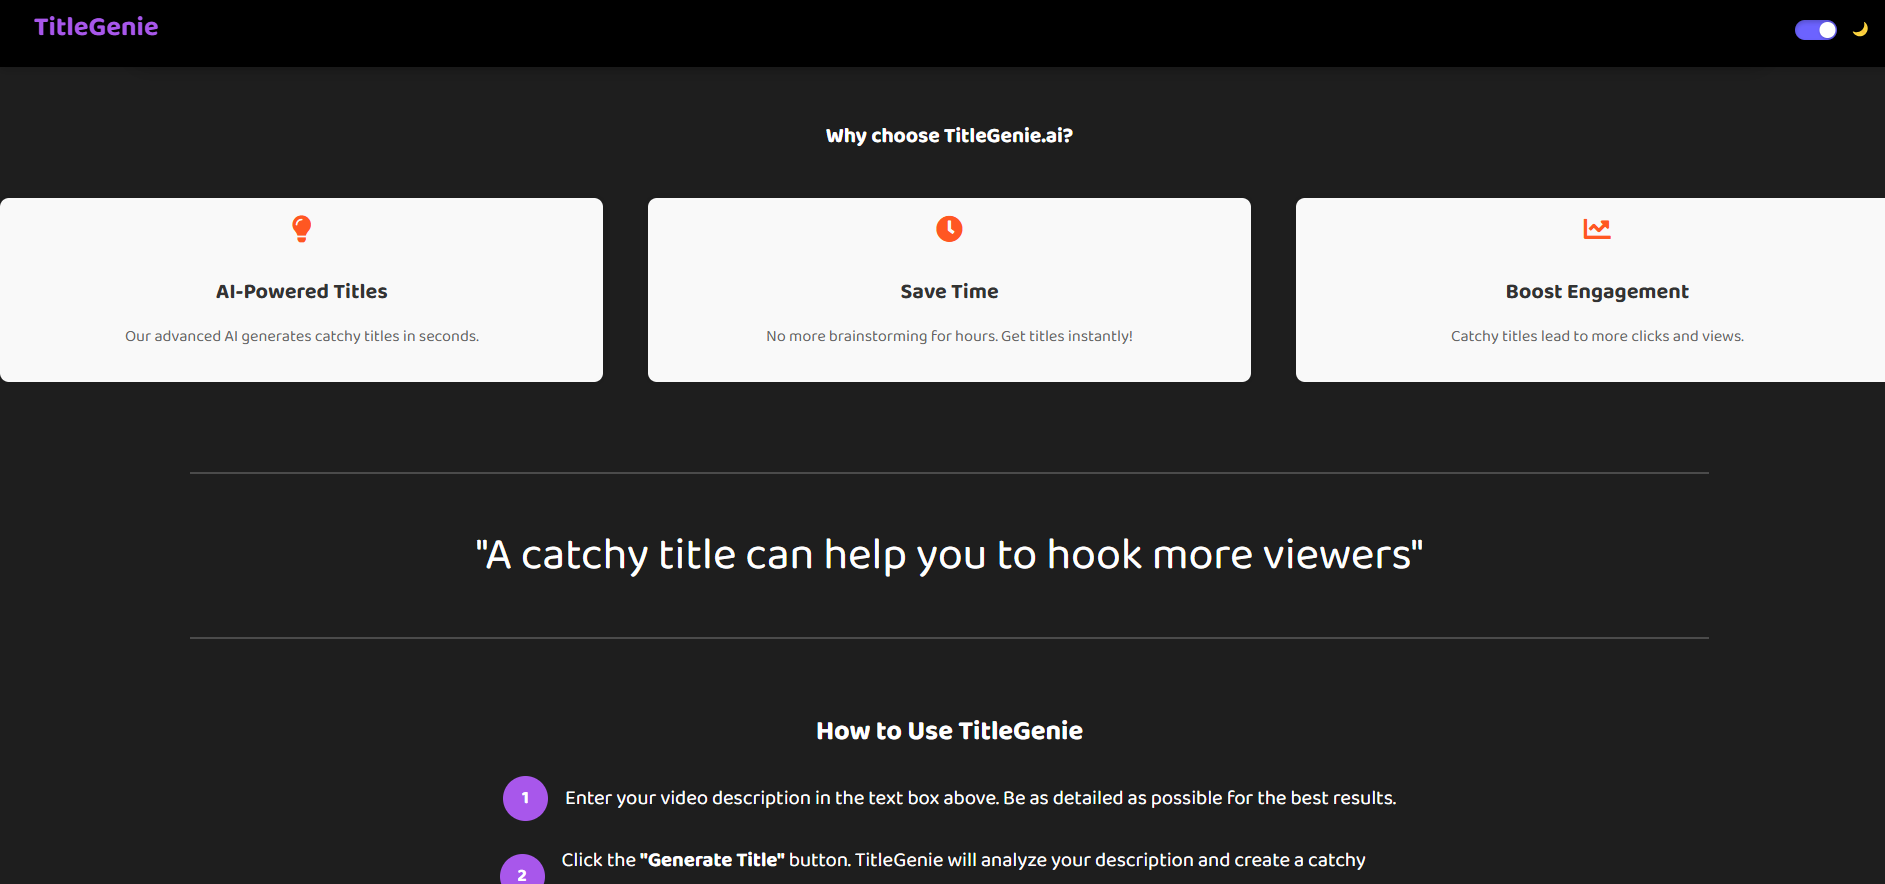 TitleGenie
Why choose TitleGenie.ai?
AI-Powered Titles
Our advanced AI generates catchy titles in seconds.
Save Time
No more brainstorming for hours. Get titles instantly!
Boost Engagement
Catchy titles lead to more clicks and views.
"A catchy title can help you to hook more viewers"
How to Use TitleGenie
1 Enter your video description in the text box above. Be as detailed as possible for the best results.
2 Click the "Generate Title" button. TitleGenie will analyze your description and create a catchy